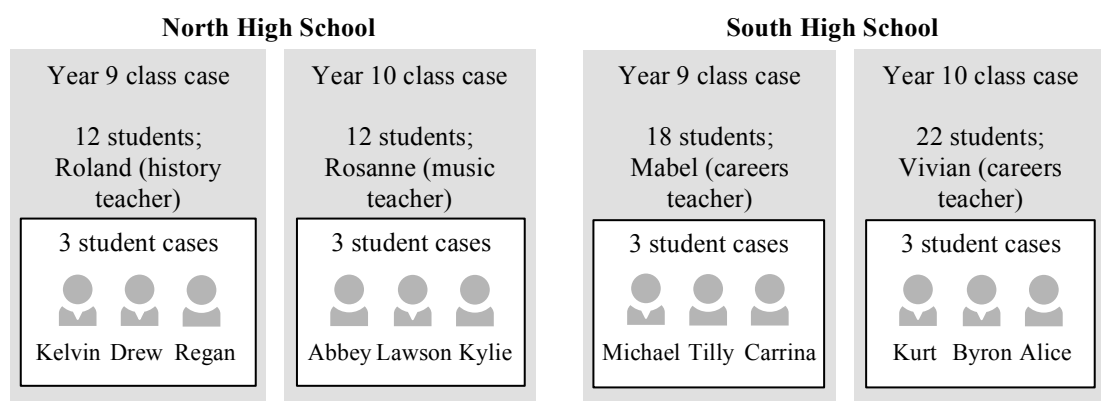 North High School
Year 9 class case
12 students;
Roland (history
teacher)
3 student cases
Kelvin Drew Regan
Year 10 class case
12 students;
Rosanne (music
teacher)
3 student cases
Abbey Lawson Kylie
South High School
Year 9 class case
18 students;
Mabel (careers
teacher)
3 student cases
Michael Tilly Carrina
Year 10 class case
22 students;
Vivian (careers
teacher)
3 student cases
Kurt Byron Alice